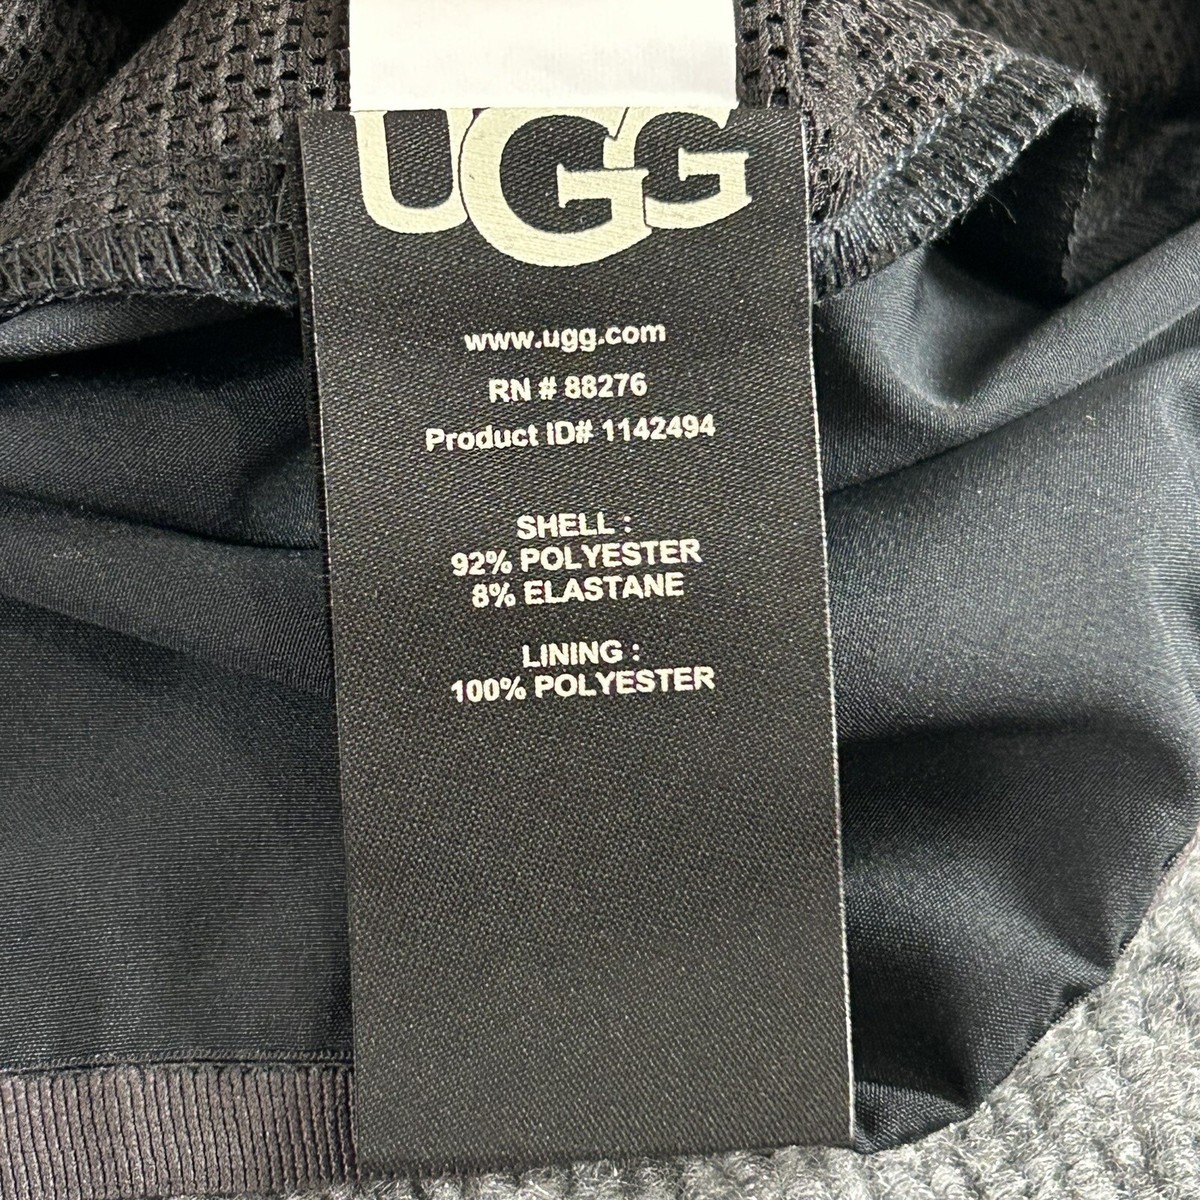 UGG
www.ugg.com
RN # 88276
Product ID# 1142494
SHELL :
92% POLYESTER
8% ELASTANE
LINING :
100% POLYESTER